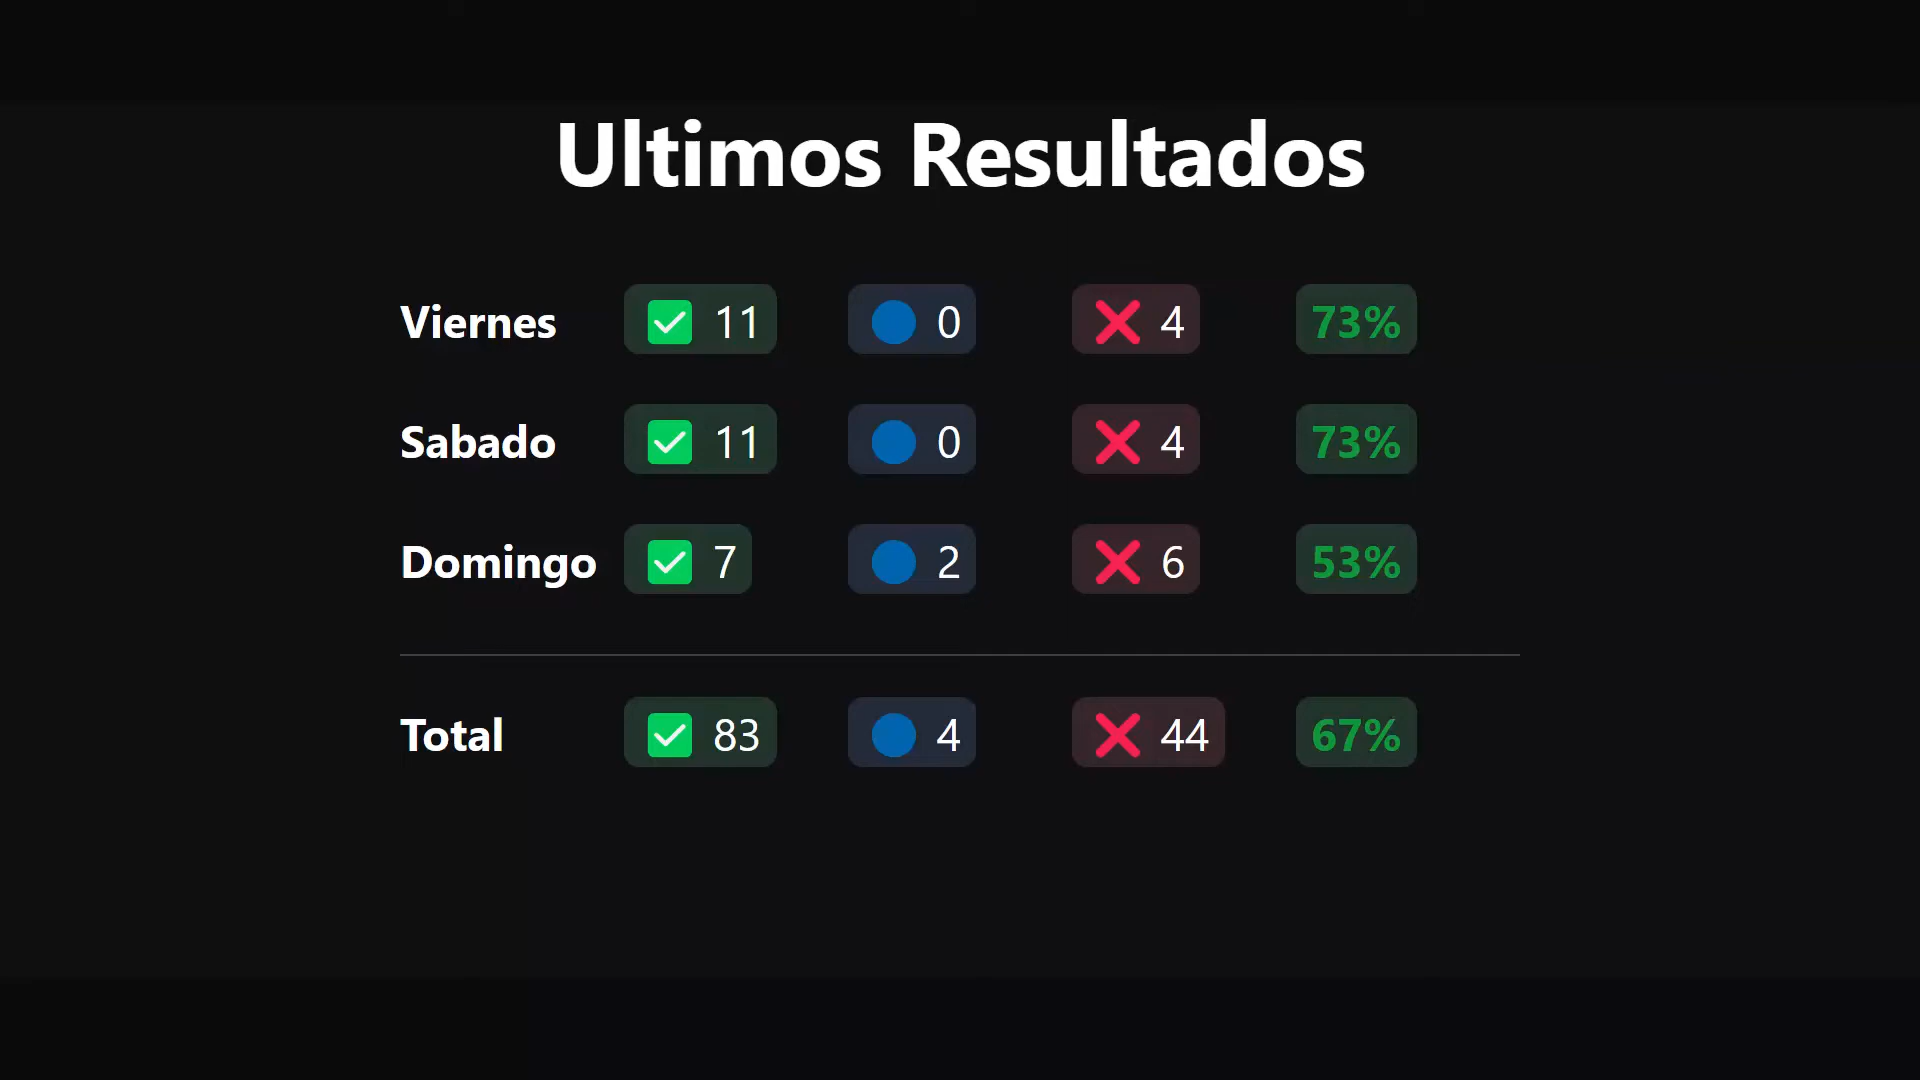 Ultimos Resultados
Viernes ✅ 11 🔵 0 ❌ 4 73%
Sabado ✅ 11 🔵 0 ❌ 4 73%
Domingo ✅ 7 🔵 2 ❌ 6 53%
Total ✅ 83 🔵 4 ❌ 44 67%